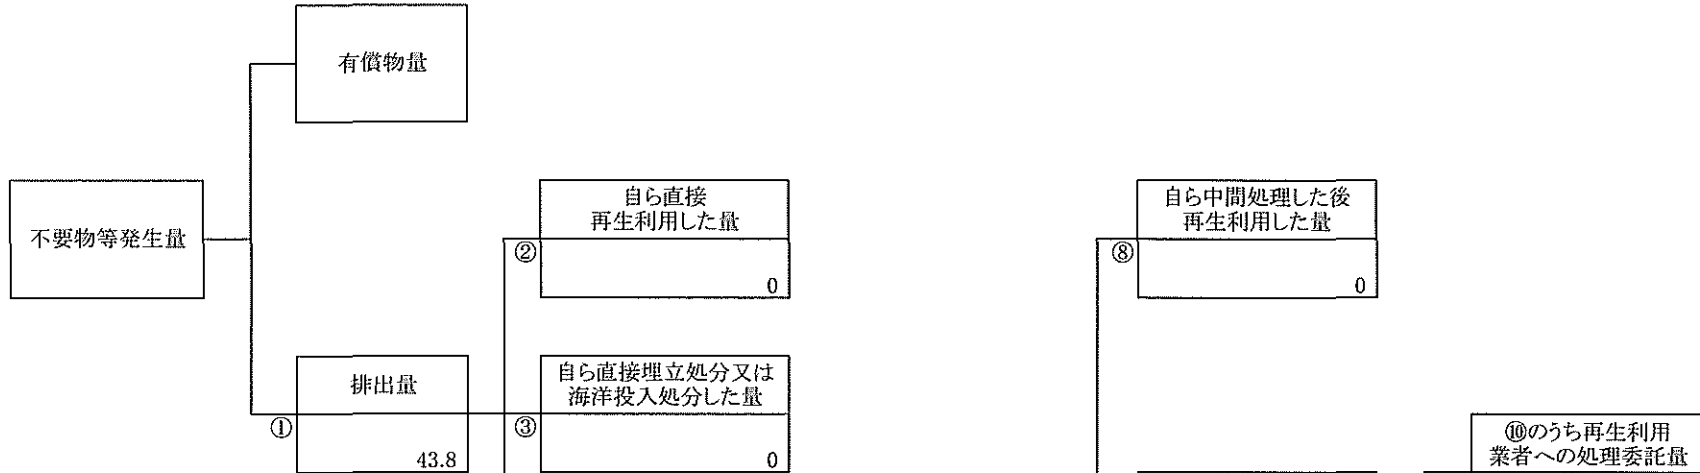 有償物量
不要物等発生量
自ら直接
再生利用した量
②
0
自ら中間処理した後
再生利用した量
⑧
0
排出量
①
43.8
自ら直接埋立処分又は
海洋投入処分した量
③
0
⑩のうち再生利用
業者への処理委託量